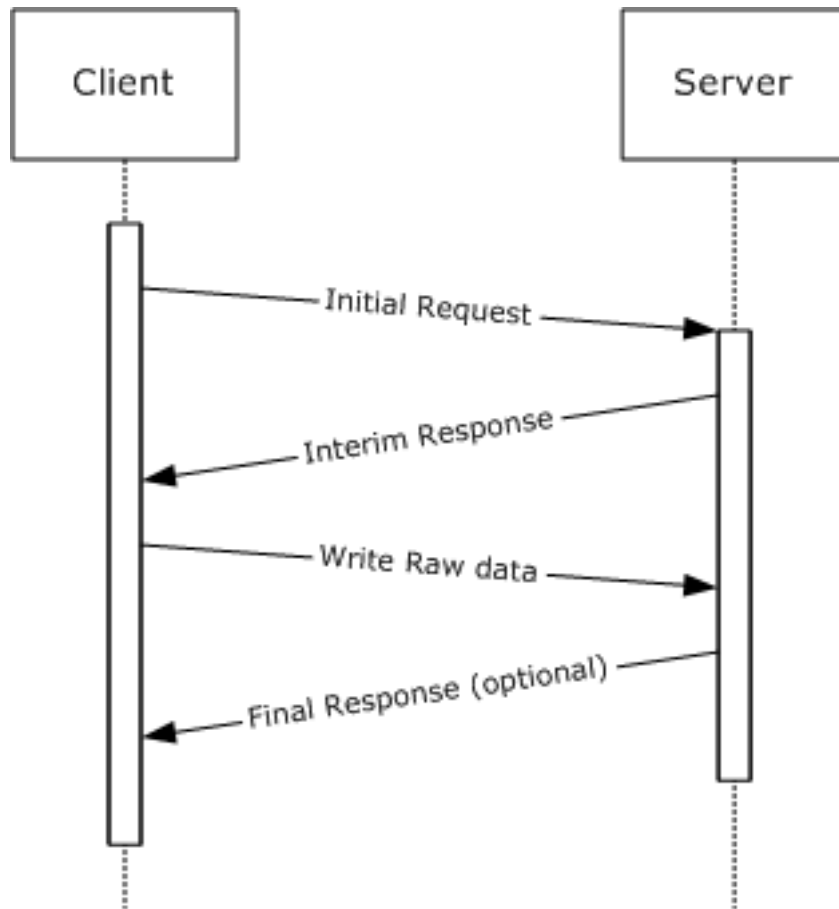 Client
Server
Initial Request
Interim Response
Write Raw data
Final Response (optional)